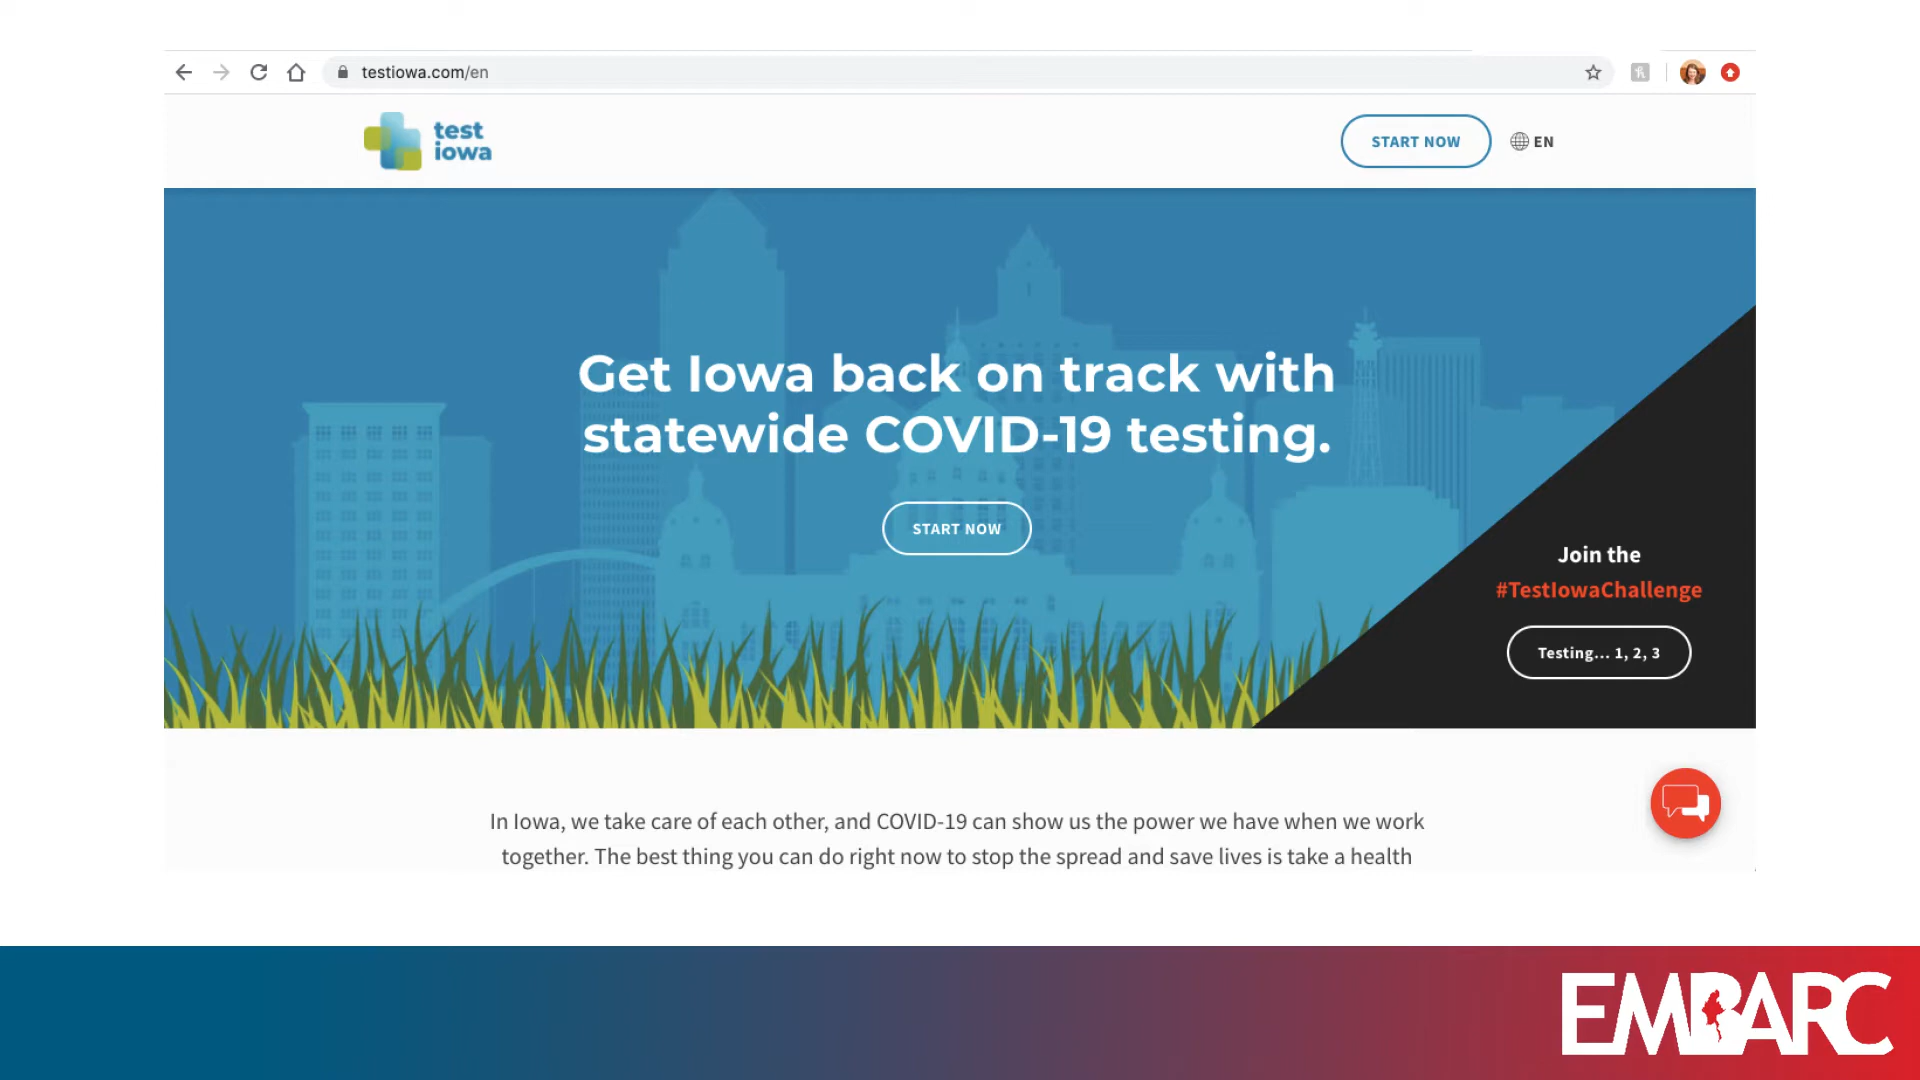 testiowa.com/en
test
iowa
START NOW
EN
Get Iowa back on track with
statewide COVID-19 testing.
START NOW
Join the
#TestIowaChallenge
Testing... 1, 2, 3
In Iowa, we take care of each other, and COVID-19 can show us the power we have when we work
together. The best thing you can do right now to stop the spread and save lives is take a health
EMBARC